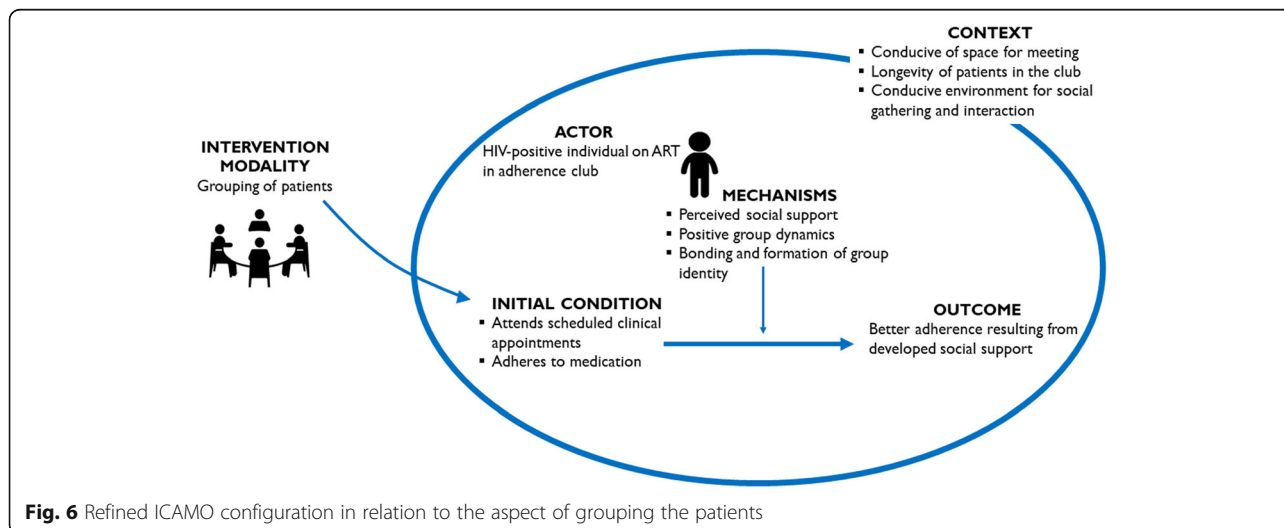 CONTEXT
▪ Conducive of space for meeting
▪ Longevity of patients in the club
▪ Conducive environment for social
gathering and interaction
ACTOR
HIV-positive individual on ART
in adherence club
INTERVENTION
MODALITY
Grouping of patients
MECHANISMS
▪ Perceived social support
▪ Positive group dynamics
▪ Bonding and formation of group
identity
INITIAL CONDITION
▪ Attends scheduled clinical
appointments
▪ Adheres to medication
OUTCOME
Better adherence resulting from
developed social support
Fig. 6 Refined ICAMO configuration in relation to the aspect of grouping the patients